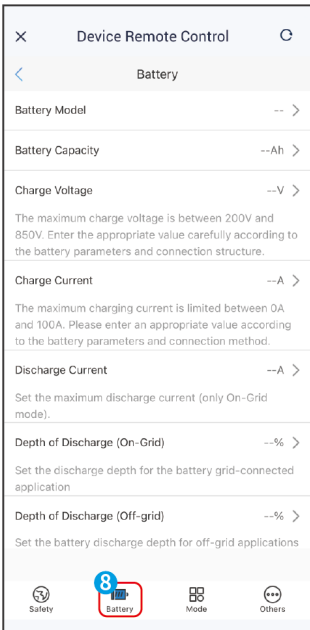 Device Remote Control
Battery
Battery Model --
Battery Capacity --Ah
Charge Voltage --V
The maximum charge voltage is between 200V and
850V. Enter the appropriate value carefully according to
the battery parameters and connection structure.
Charge Current --A
The maximum charging current is limited between 0A
and 100A. Please enter an appropriate value according
to the battery parameters and connection method.
Discharge Current --A
Set the maximum discharge current (only On-Grid
mode).
Depth of Discharge (On-Grid) --%
Set the discharge depth for the battery grid-connected
application
Depth of Discharge (Off-grid) --%
Set the battery discharge depth for off-grid applications
8
Safety Battery Mode Others